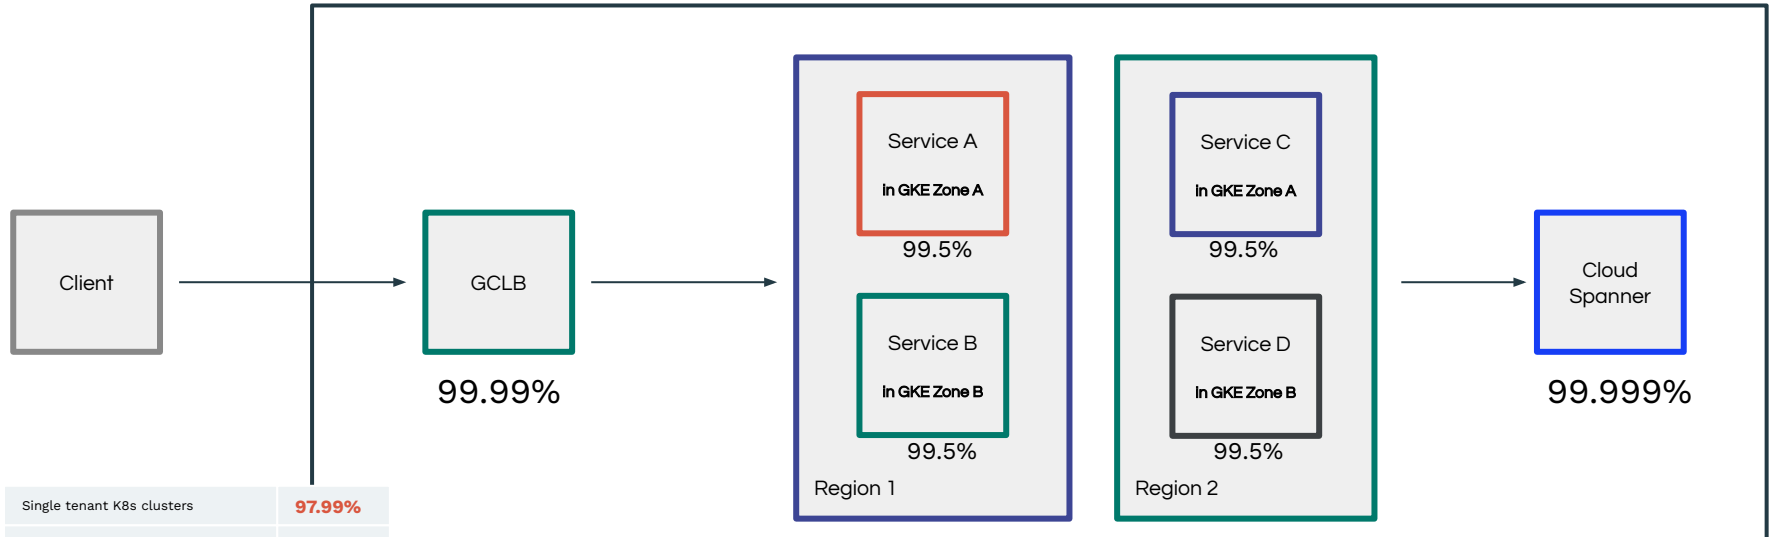 Client
GCLB
99.99%
Service A
in GKE Zone A
99.5%
Service B
in GKE Zone B
99.5%
Region 1
Service C
in GKE Zone A
99.5%
Service D
in GKE Zone B
99.5%
Region 2
Cloud
Spanner
99.999%
Single tenant K8s clusters 97.99%